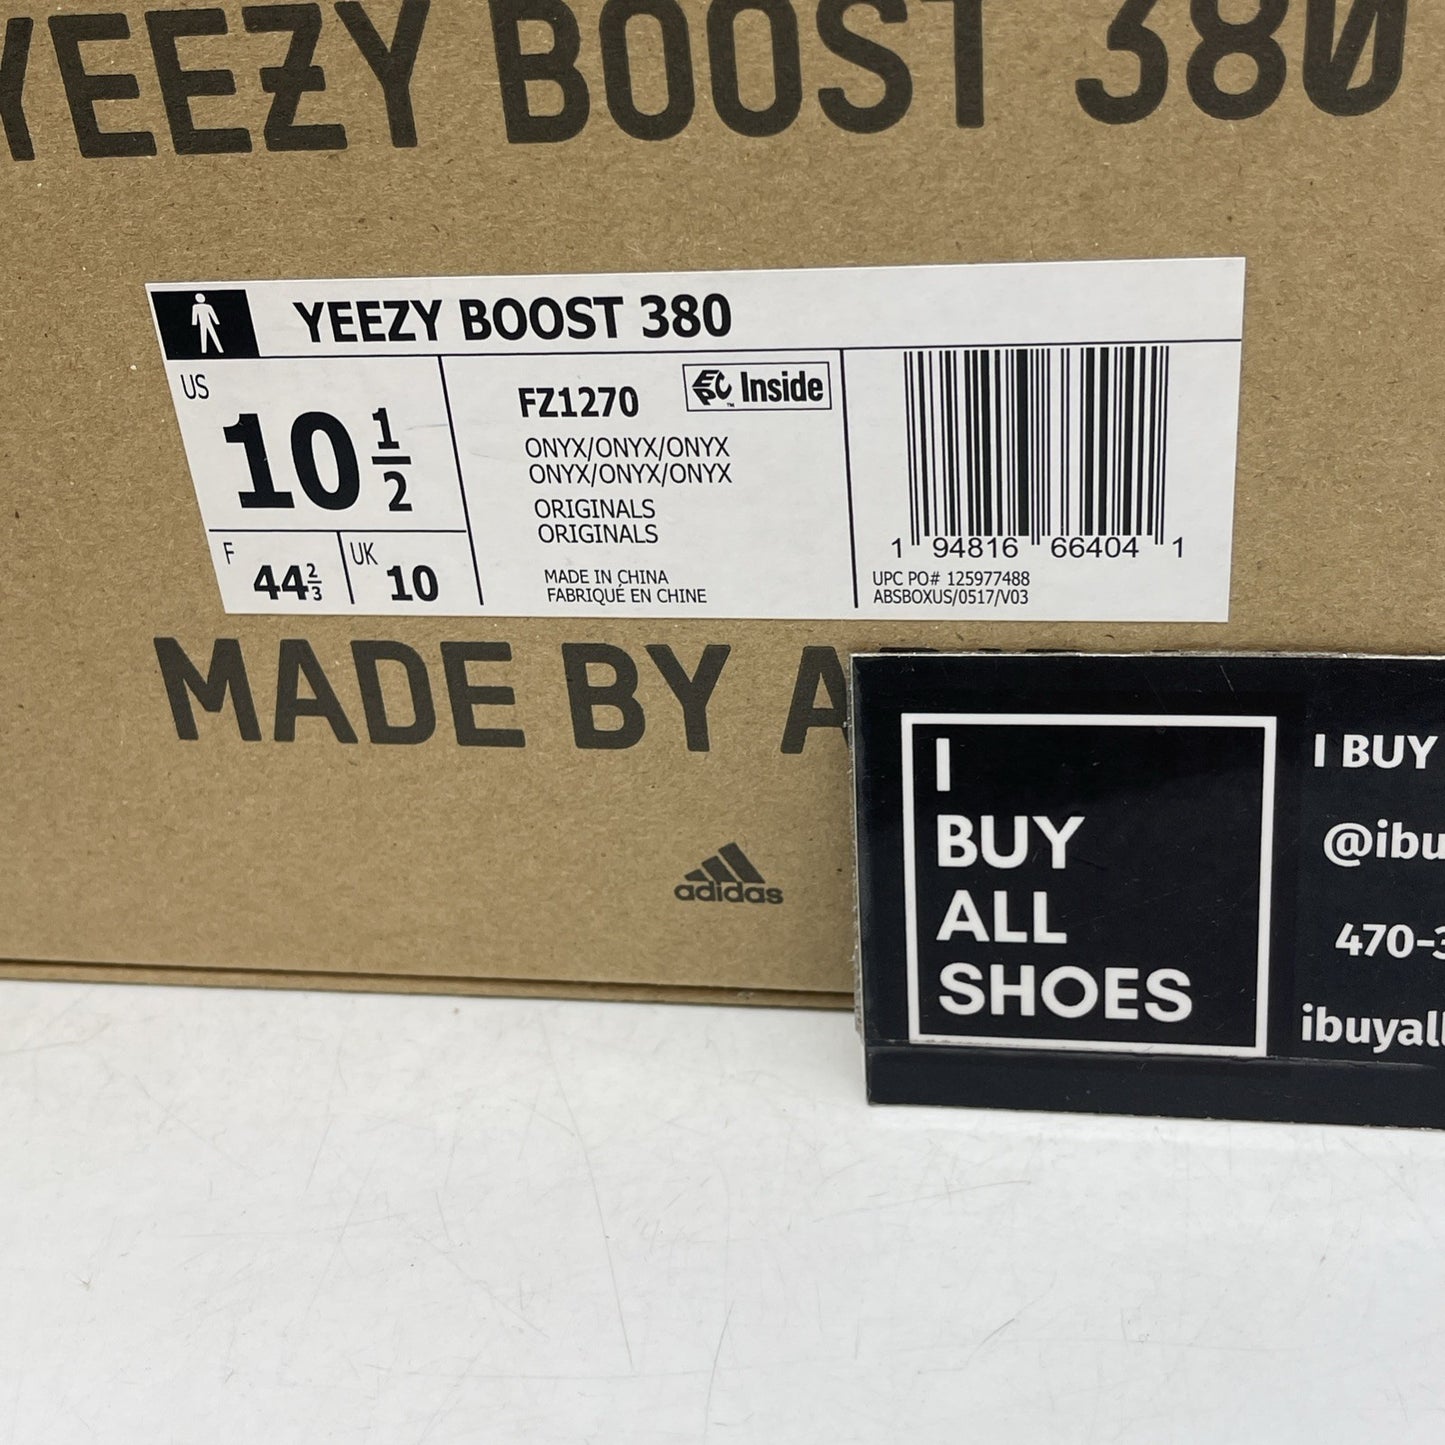 YEEZY BOOST 380
YEEZY BOOST 380
US
10 1/2
F
44 2/3
UK
10
FZ1270
EPC™ Inside
ONYX/ONYX/ONYX
ONYX/ONYX/ONYX
ORIGINALS
ORIGINALS
MADE IN CHINA
FABRIQUÉ EN CHINE
1 94816 66404 1
UPC PO# 125977488
ABSBOXUS/0517/V03
MADE BY
adidas
I
BUY
ALL
SHOES
I BUY
@ibu
470-3
ibuyall